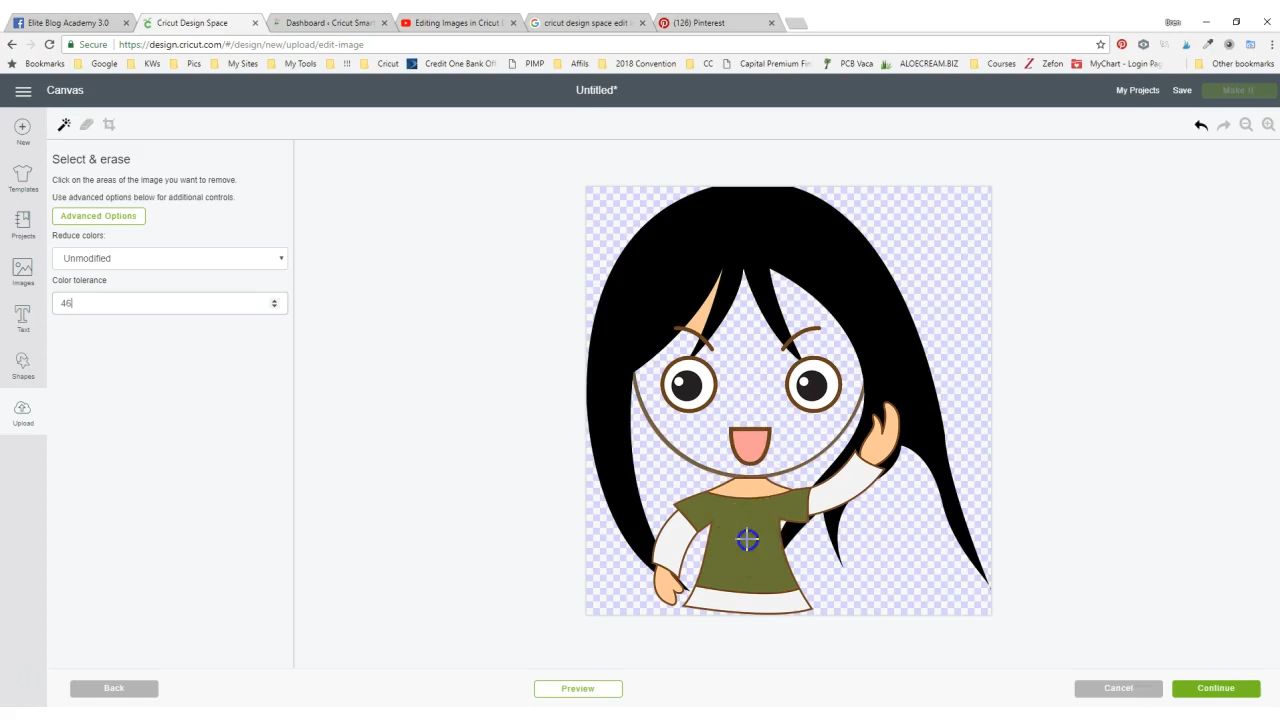 Elite Blog Academy 3.0
Cricut Design Space
Dashboard ‹ Cricut Smar
Editing Images in Cricut D
cricut design space edit i
(126) Pinterest
Bren
Secure
https://design.cricut.com/#/design/new/upload/edit-image
Bookmarks
Google
KWs
Pics
My Sites
My Tools
!!!
Cricut
Credit One Bank Off
PIMP
Affils
2018 Convention
CC
Capital Premium Fin
PCB Vaca
ALOECREAM.BIZ
Courses
Zefon
MyChart - Login Pag
Other bookmarks
Canvas
Untitled*
My Projects
Save
Make It
New
Templates
Projects
Images
Text
Shapes
Upload
Select & erase
Click on the areas of the image you want to remove.
Use advanced options below for additional controls.
Advanced Options
Reduce colors:
Unmodified
Color tolerance
46
Back
Preview
Cancel
Continue